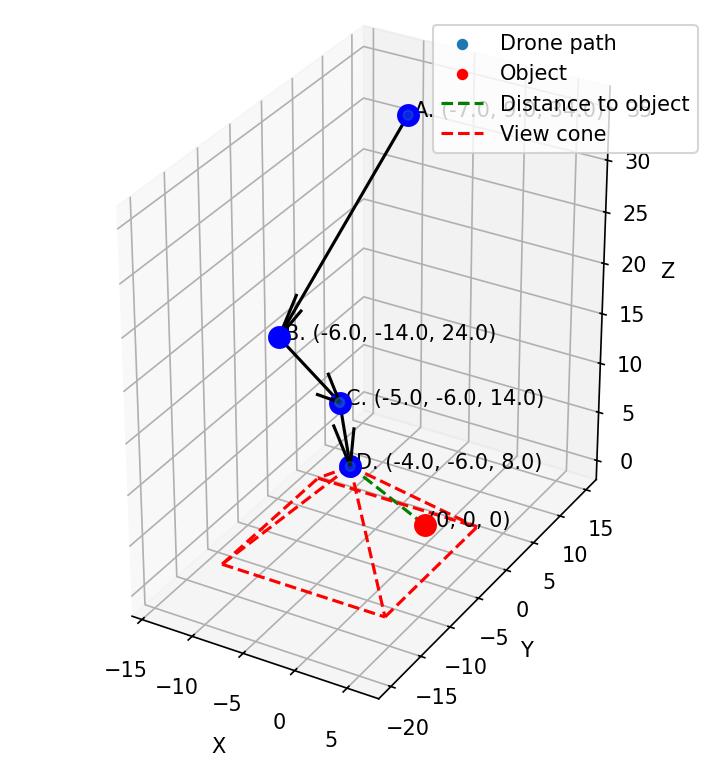 Drone path
Object
Distance to object
View cone
A. (-7.0, 9.0, 34.0)
B. (-6.0, -14.0, 24.0)
C. (-5.0, -6.0, 14.0)
D. (-4.0, -6.0, 8.0)
(0, 0, 0)
35
30
25
20
15
10
5
0
Z
15
10
5
0
−5
−10
−15
−20
Y
−15
−10
−5
0
5
X